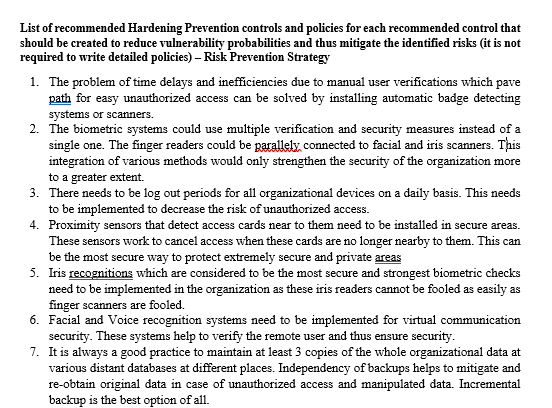 List of recommended Hardening Prevention controls and policies for each recommended control that
should be created to reduce vulnerability probabilities and thus mitigate the identified risks (it is not
required to write detailed policies) – Risk Prevention Strategy
1. The problem of time delays and inefficiencies due to manual user verifications which pave
path for easy unauthorized access can be solved by installing automatic badge detecting
systems or scanners.
2. The biometric systems could use multiple verification and security measures instead of a
single one. The finger readers could be parallely connected to facial and iris scanners. This
integration of various methods would only strengthen the security of the organization more
to a greater extent.
3. There needs to be log out periods for all organizational devices on a daily basis. This needs
to be implemented to decrease the risk of unauthorized access.
4. Proximity sensors that detect access cards near to them need to be installed in secure areas.
These sensors work to cancel access when these cards are no longer nearby to them. This can
be the most secure way to protect extremely secure and private areas
5. Iris recognitions which are considered to be the most secure and strongest biometric checks
need to be implemented in the organization as these iris readers cannot be fooled as easily as
finger scanners are fooled.
6. Facial and Voice recognition systems need to be implemented for virtual communication
security. These systems help to verify the remote user and thus ensure security.
7. It is always a good practice to maintain at least 3 copies of the whole organizational data at
various distant databases at different places. Independency of backups helps to mitigate and
re-obtain original data in case of unauthorized access and manipulated data. Incremental
backup is the best option of all.